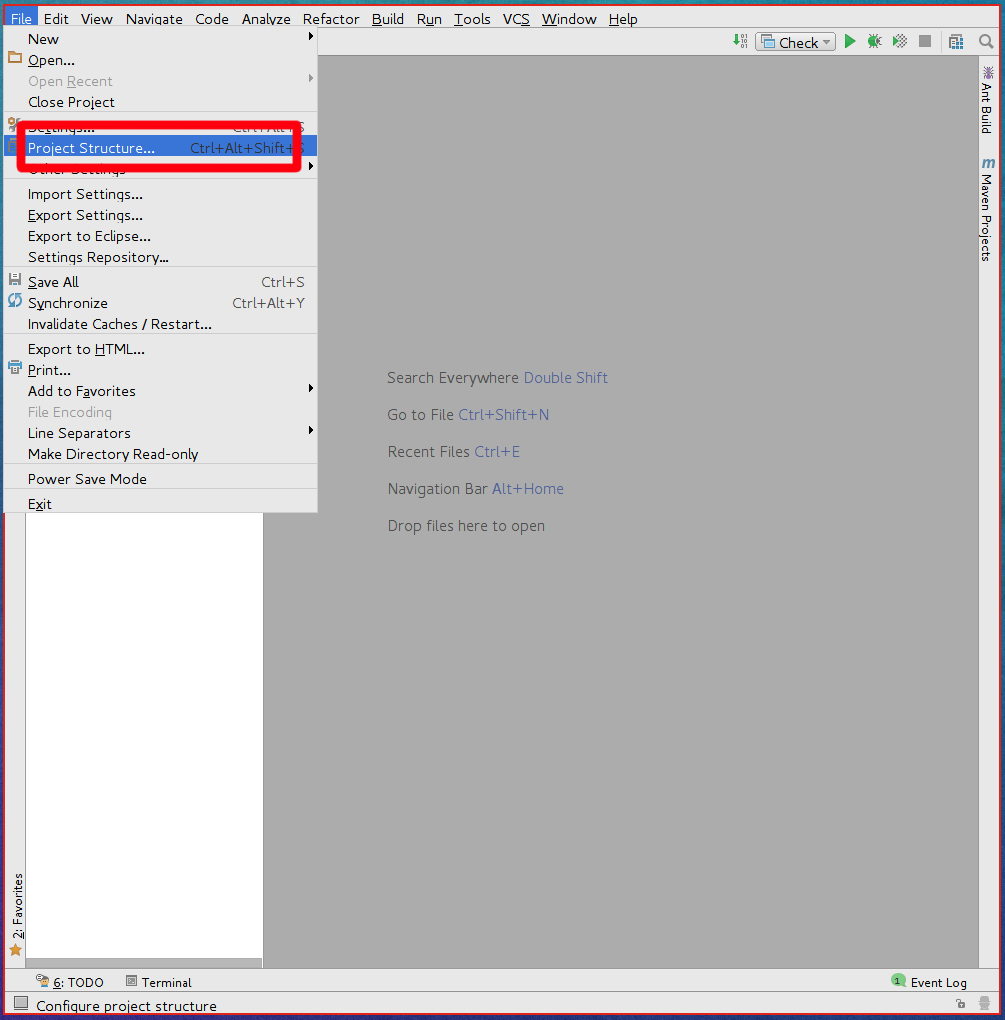 File Edit View Navigate Code Analyze Refactor Build Run Tools VCS Window Help
New
Open...
Open Recent
Close Project
Settings... Ctrl+Alt+S
Project Structure... Ctrl+Alt+Shift+S
Other Settings
Import Settings...
Export Settings...
Export to Eclipse...
Settings Repository...
Save All Ctrl+S
Synchronize Ctrl+Alt+Y
Invalidate Caches / Restart...
Export to HTML...
Print...
Add to Favorites
File Encoding
Line Separators
Make Directory Read-only
Power Save Mode
Exit
Check
Search Everywhere Double Shift
Go to File Ctrl+Shift+N
Recent Files Ctrl+E
Navigation Bar Alt+Home
Drop files here to open
Ant Build
m
Maven Projects
2: Favorites
6: TODO Terminal
1 Event Log
Configure project structure